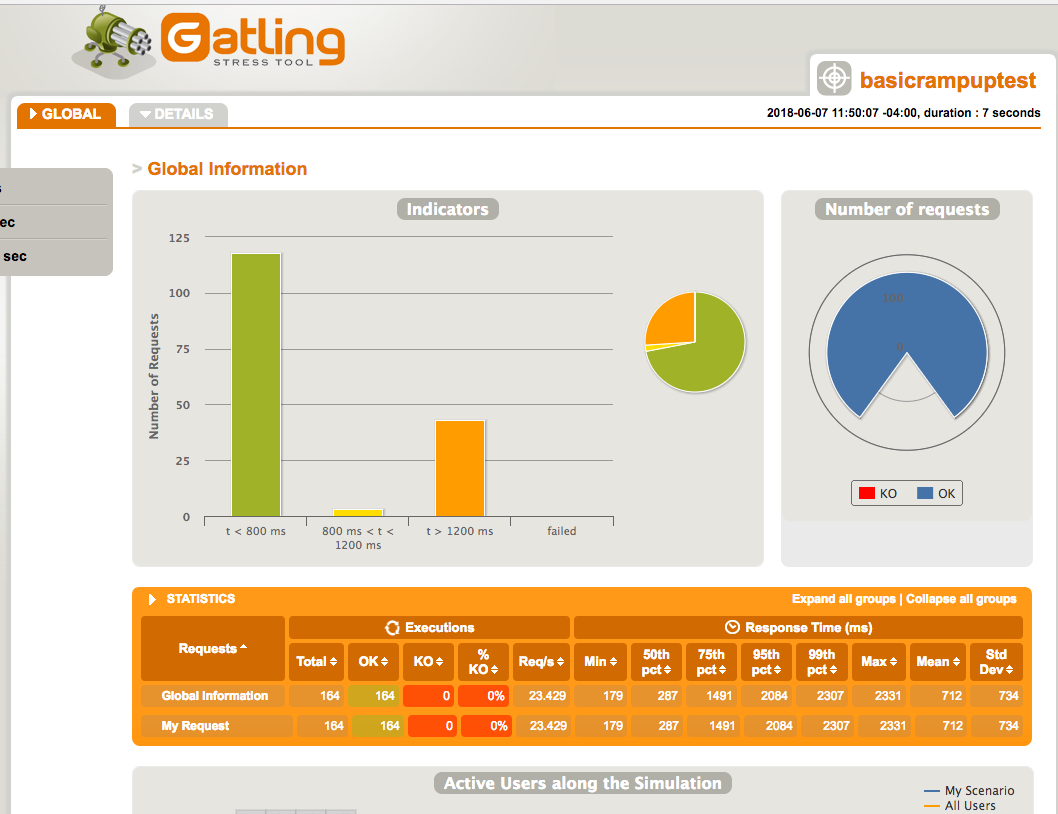 Gatling
STRESS TOOL
basicrampuptest
GLOBAL
DETAILS
2018-06-07 11:50:07 -04:00, duration : 7 seconds
> Global Information
s
ec
sec
Indicators
Number of Requests
125
100
75
50
25
0
t < 800 ms
800 ms < t <
1200 ms
t > 1200 ms
failed
Number of requests
100
0
KO
OK
STATISTICS
Expand all groups | Collapse all groups
Requests
Executions
Response Time (ms)
Total OK KO % KO Req/s Min 50th pct 75th pct 95th pct 99th pct Max Mean Std Dev
Global Information 164 164 0 0% 23.429 179 287 1491 2084 2307 2331 712 734
My Request 164 164 0 0% 23.429 179 287 1491 2084 2307 2331 712 734
Active Users along the Simulation
My Scenario
All Users